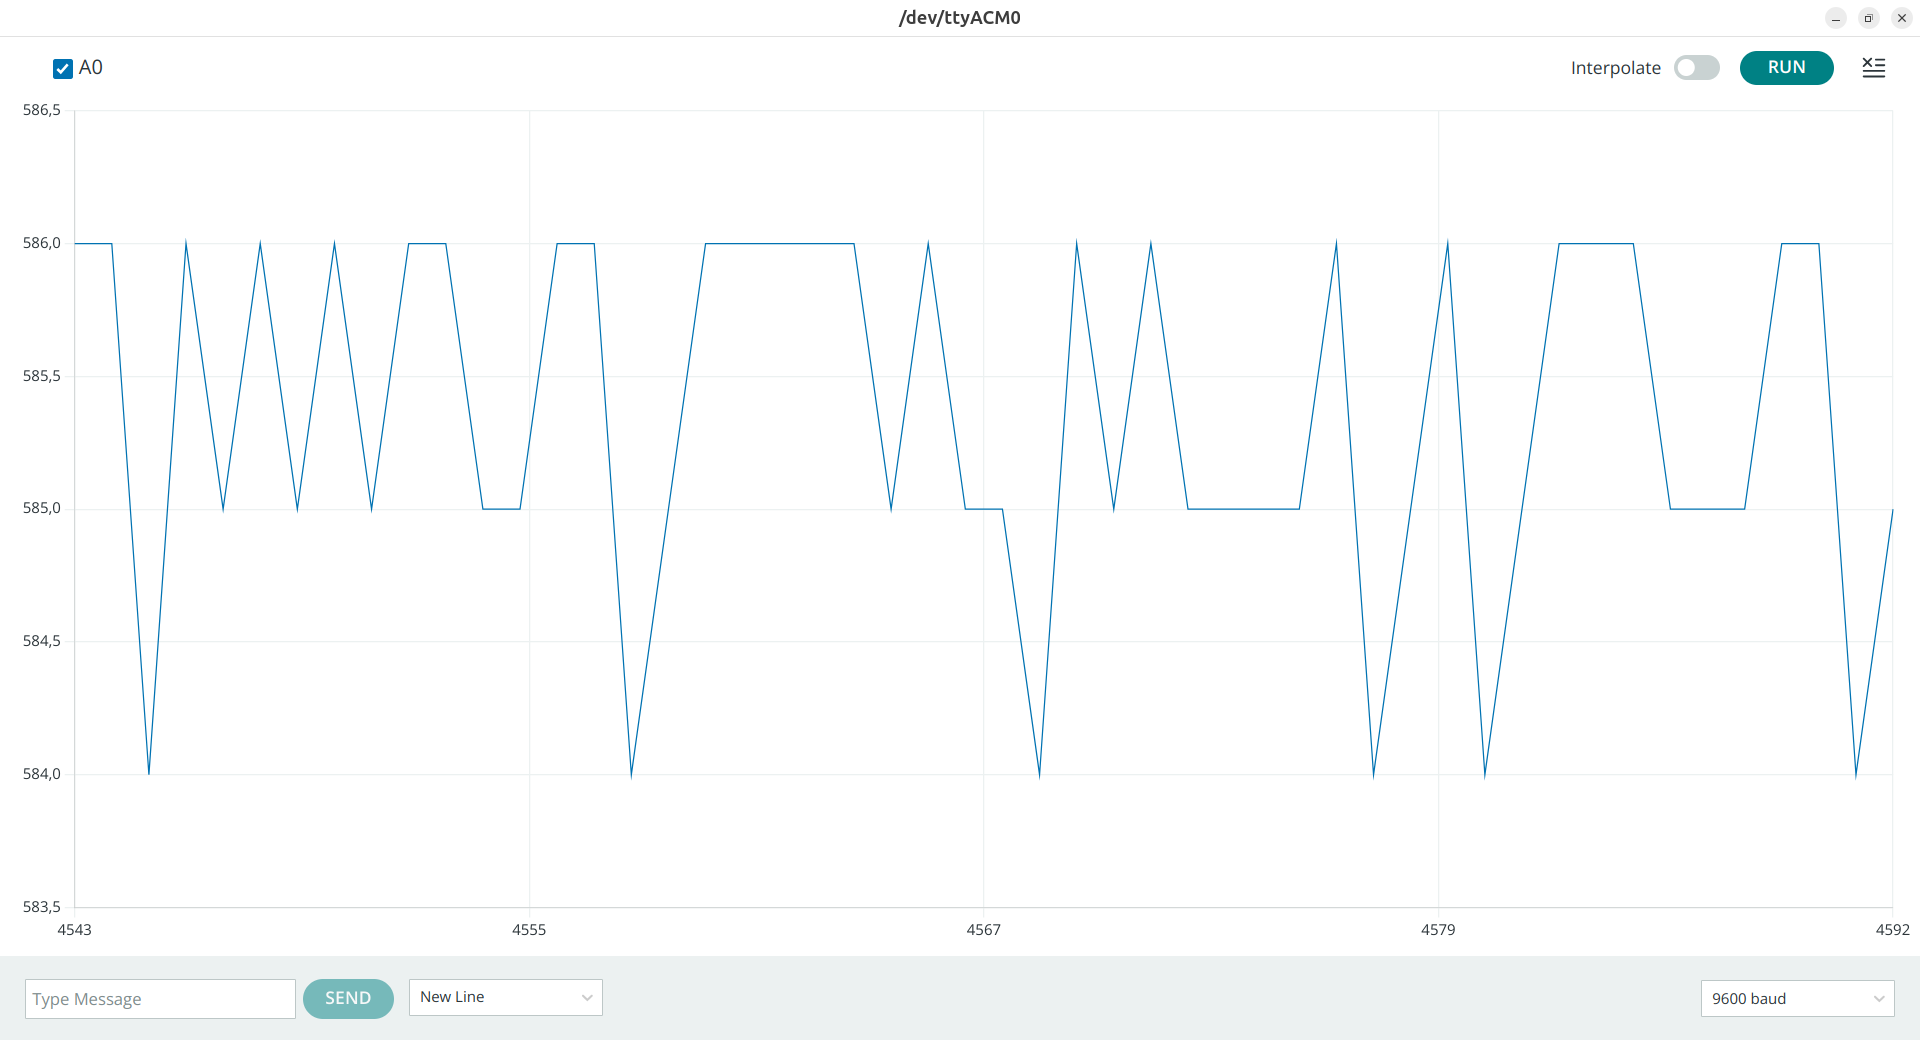 /dev/ttyACM0
A0
Interpolate
RUN
586,5
586,0
585,5
585,0
584,5
584,0
583,5
4543 4555 4567 4579 4592
Type Message
SEND
New Line
9600 baud